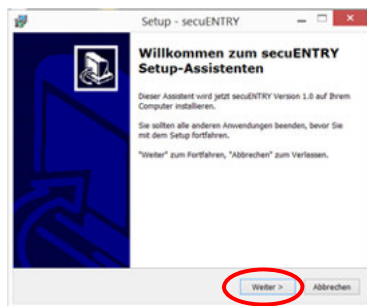 Setup - secuENTRY
Willkommen zum secuENTRY
Setup-Assistenten
Dieser Assistent wird jetzt secuENTRY Version 1.0 auf Ihrem
Computer installieren.
Sie sollten alle anderen Anwendungen beenden, bevor Sie
mit dem Setup fortfahren.
"Weiter" zum Fortfahren, "Abbrechen" zum Verlassen.
Weiter > Abbrechen